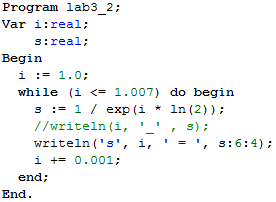 Program lab3_2;
Var i:real;
s:real;
Begin
i := 1.0;
while (i <= 1.007) do begin
s := 1 / exp(i * ln(2));
//writeln(i, '_' , s);
writeln('s', i, ' = ', s:6:4);
i += 0.001;
end;
End.